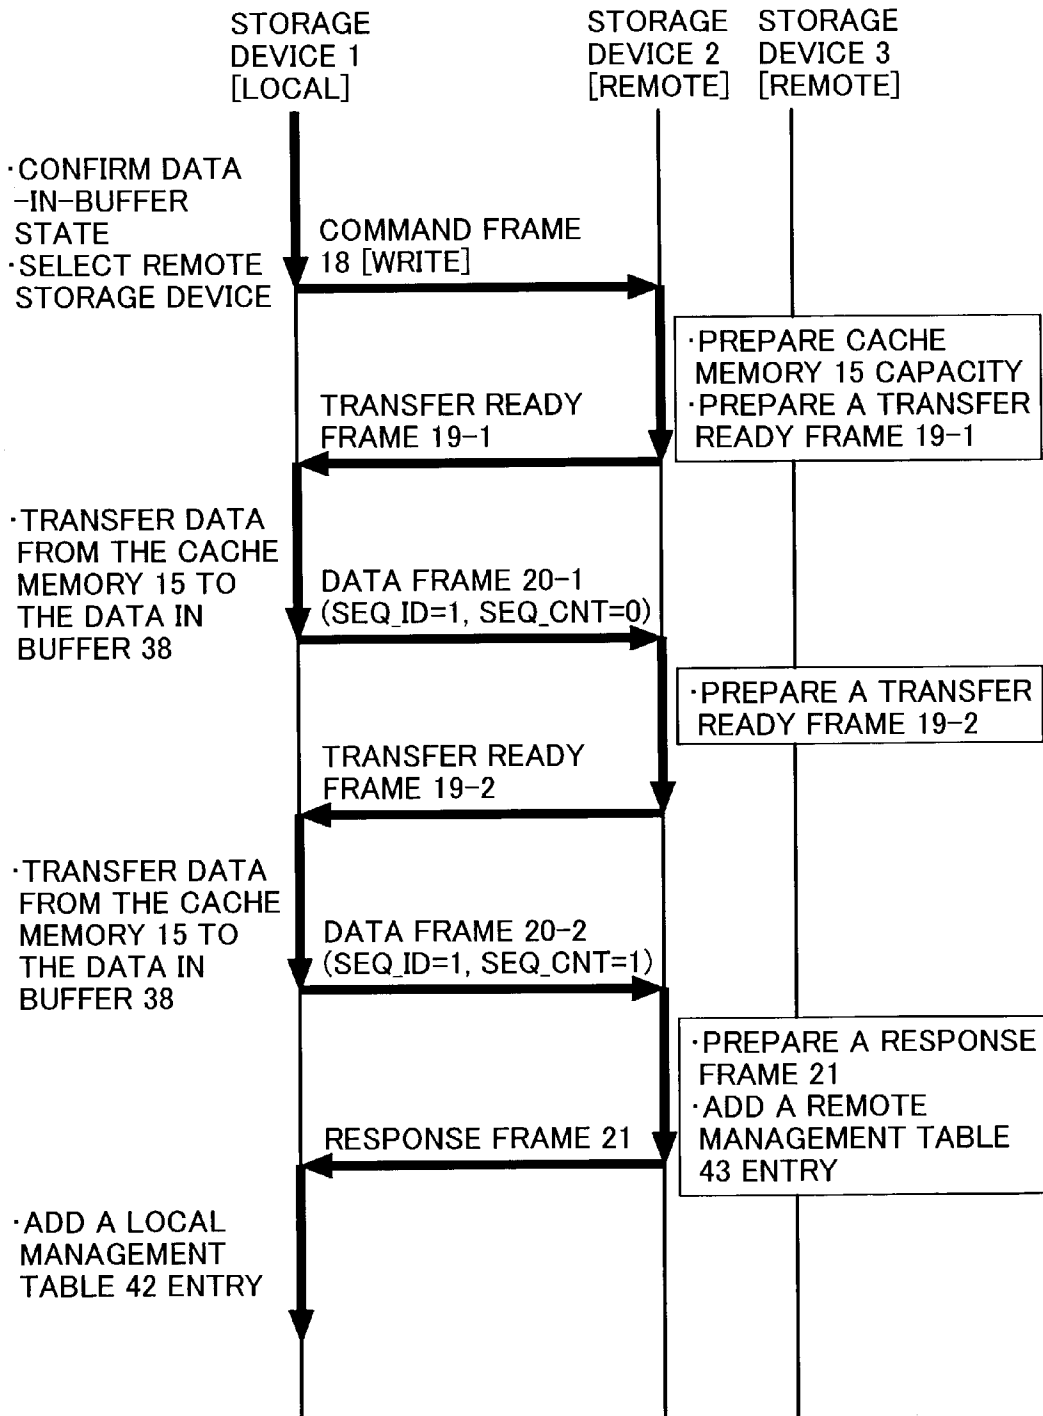 STORAGE
DEVICE 1
[LOCAL]
STORAGE
DEVICE 2
[REMOTE]
STORAGE
DEVICE 3
[REMOTE]
·CONFIRM DATA
-IN-BUFFER
STATE
·SELECT REMOTE
STORAGE DEVICE
COMMAND FRAME
18 [WRITE]
·PREPARE CACHE
MEMORY 15 CAPACITY
·PREPARE A TRANSFER
READY FRAME 19-1
TRANSFER READY
FRAME 19-1
·TRANSFER DATA
FROM THE CACHE
MEMORY 15 TO
THE DATA IN
BUFFER 38
DATA FRAME 20-1
(SEQ_ID=1, SEQ_CNT=0)
·PREPARE A TRANSFER
READY FRAME 19-2
TRANSFER READY
FRAME 19-2
·TRANSFER DATA
FROM THE CACHE
MEMORY 15 TO
THE DATA IN
BUFFER 38
DATA FRAME 20-2
(SEQ_ID=1, SEQ_CNT=1)
·PREPARE A RESPONSE
FRAME 21
·ADD A REMOTE
MANAGEMENT TABLE
43 ENTRY
RESPONSE FRAME 21
·ADD A LOCAL
MANAGEMENT
TABLE 42 ENTRY